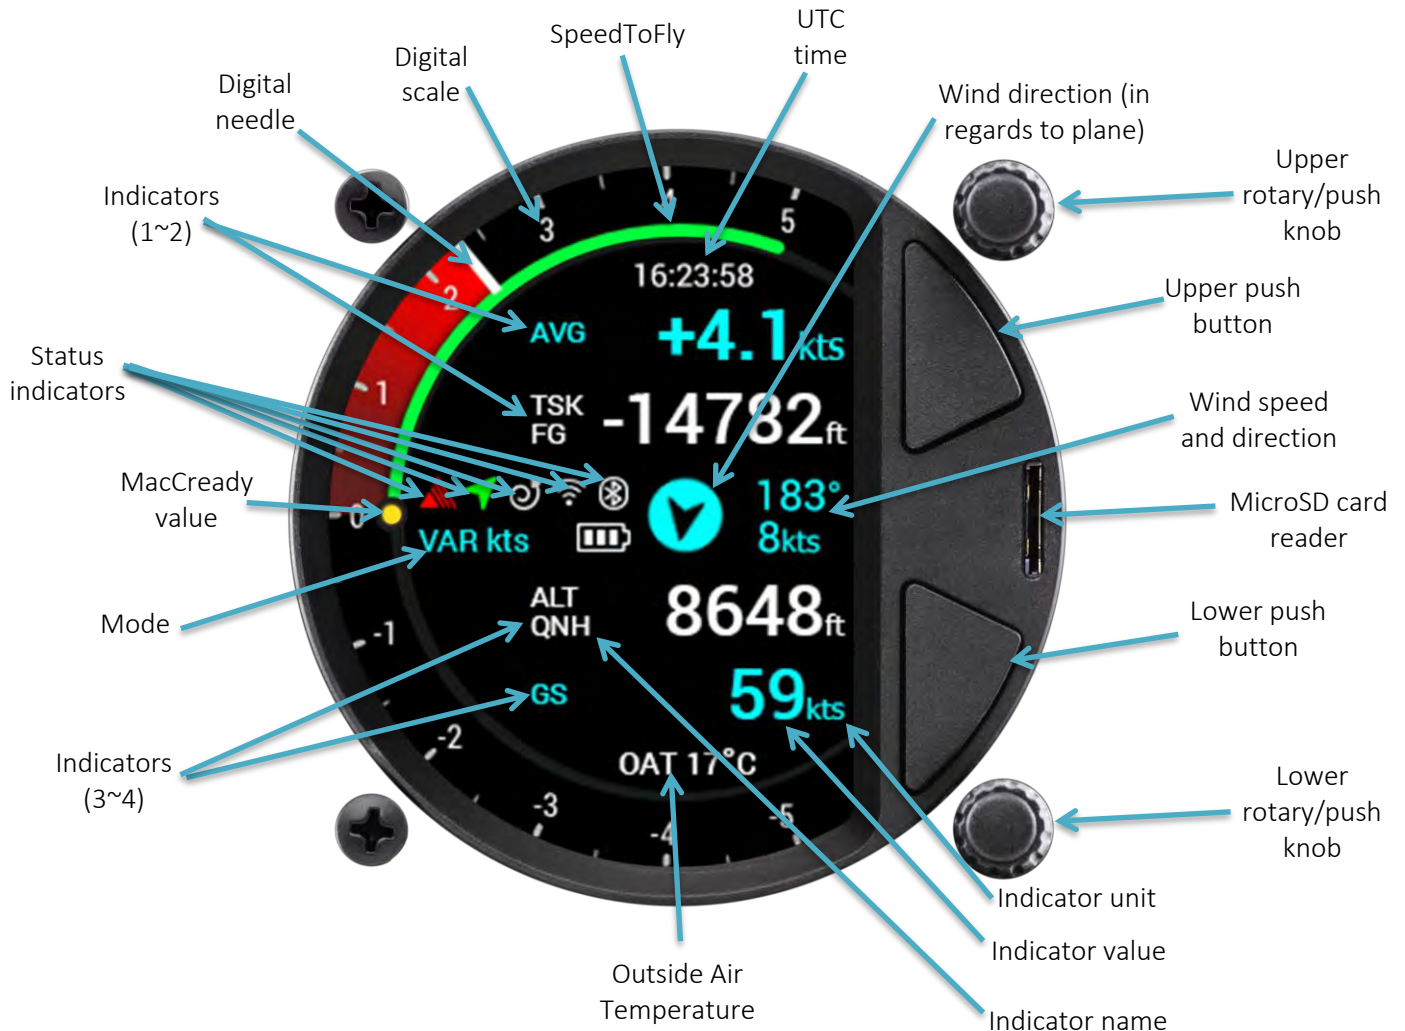 UTC
time
SpeedToFly
Digital
scale
Digital
needle
Wind direction (in
regards to plane)
Upper
rotary/push
knob
Indicators
(1~2)
Upper push
button
Status
indicators
Wind speed
and direction
MacCready
value
MicroSD card
reader
Mode
Lower push
button
Indicators
(3~4)
Lower
rotary/push
knob
Indicator unit
Indicator value
Indicator name
Outside Air
Temperature
5
4
3
2
1
0
-1
-2
-3
-4
-5
16:23:58
AVG +4.1kts
TSK
FG -14782ft
183°
8kts
VAR kts
ALT
QNH 8648ft
GS 59kts
OAT 17°C